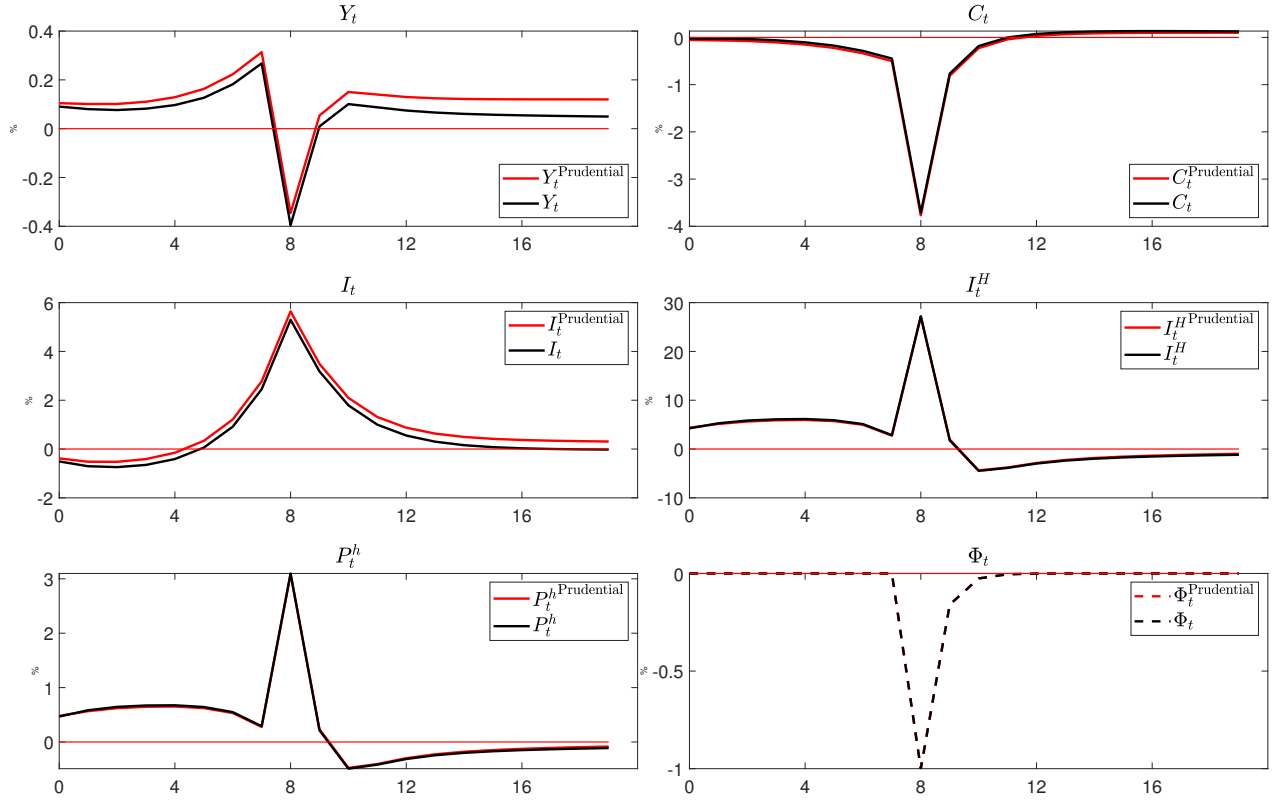 Y_t
0.4
0.2
0
-0.2
-0.4
%
Y_t^Prudential
Y_t
0 4 8 12 16
C_t
0
-1
-2
-3
-4
%
C_t^Prudential
C_t
0 4 8 12 16
I_t
6
4
2
0
-2
%
I_t^Prudential
I_t
0 4 8 12 16
I_t^H
30
20
10
0
-10
%
I_t^H Prudential
I_t^H
0 4 8 12 16
P_t^h
3
2
1
0
%
P_t^h Prudential
P_t^h
0 4 8 12 16
Φ_t
0
-0.5
-1
%
Φ_t^Prudential
Φ_t
0 4 8 12 16